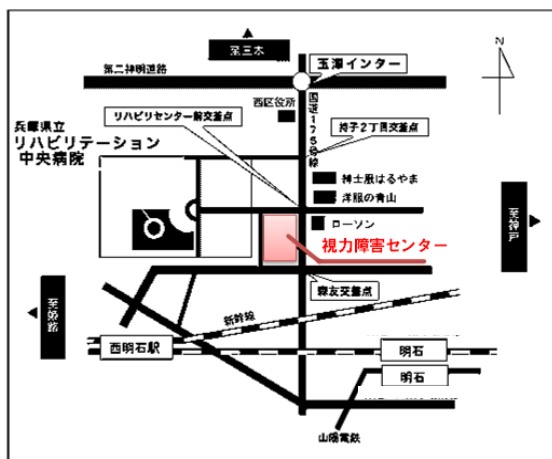 至三木
N
第二神明道路
玉津インター
西区役所
国道175号線
リハビリセンター前交差点
持子2丁目交差点
兵庫県立
リハビリテーション
中央病院
紳士服はるやま
洋服の青山
ローソン
視力障害センター
至神戸
至姫路
森友交差点
新幹線
西明石駅
明石
明石
山陽電鉄